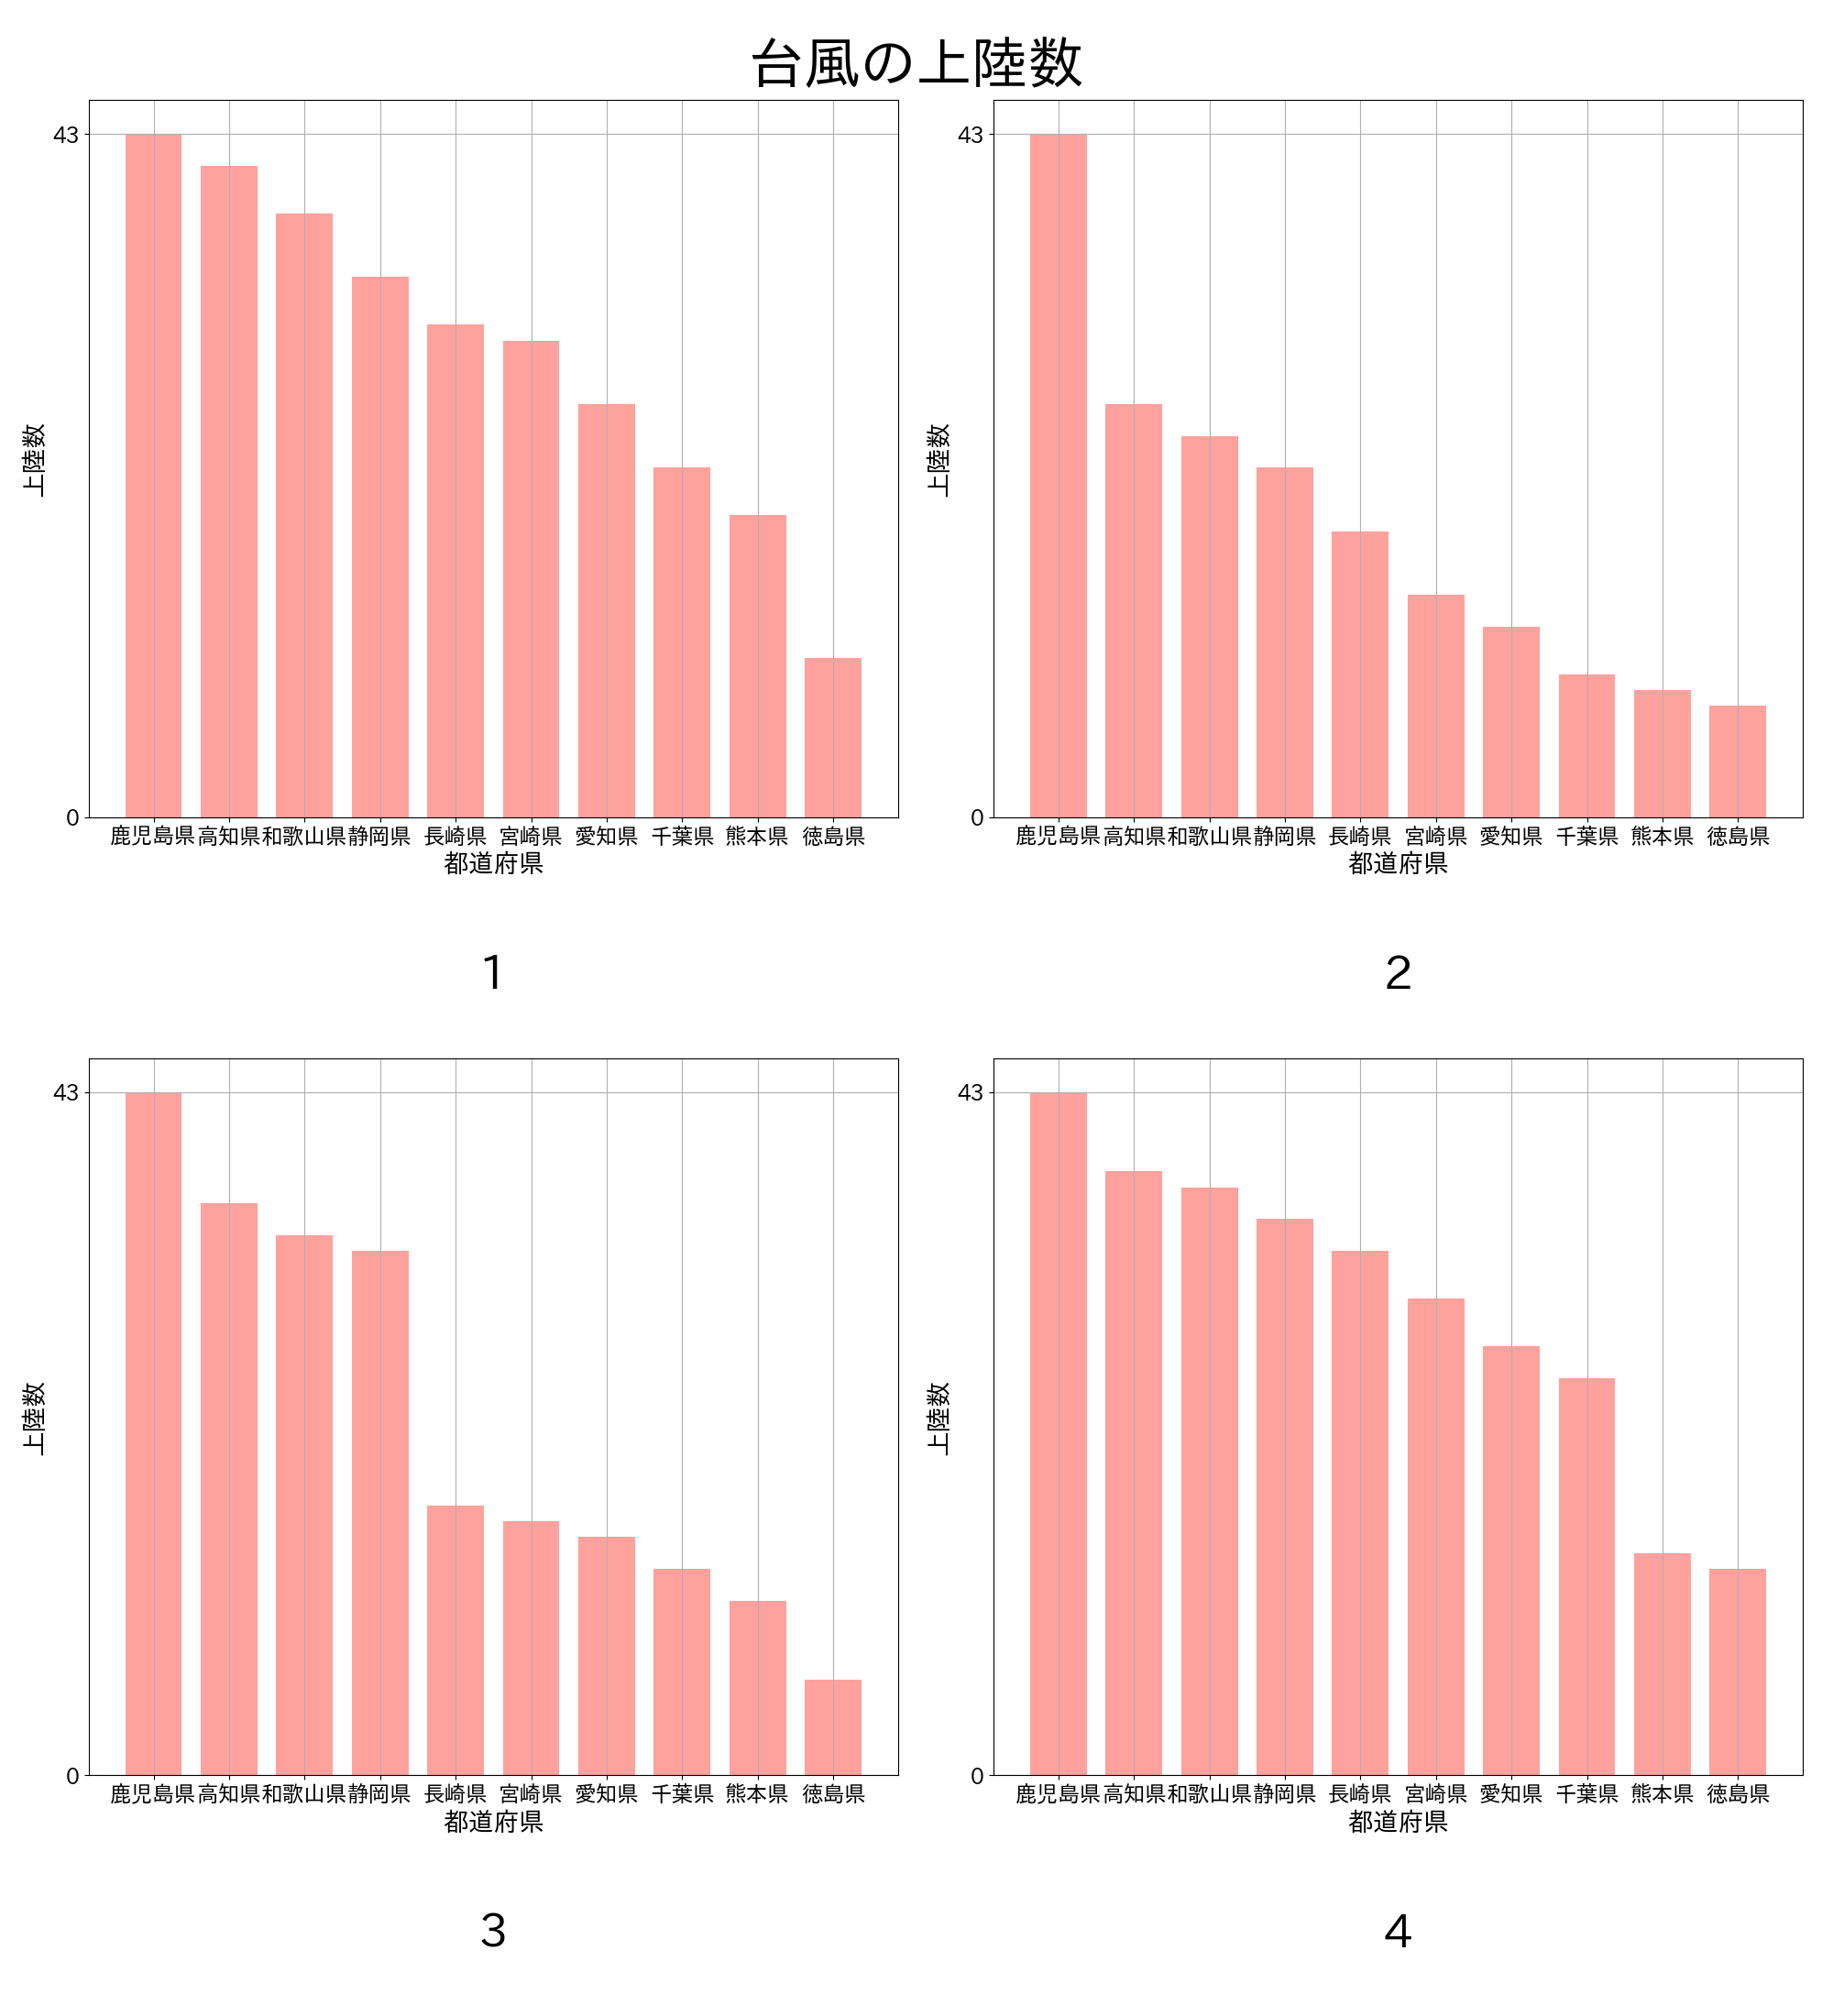 台風の上陸数
43
0
上陸数
鹿児島県 高知県 和歌山県 静岡県 長崎県 宮崎県 愛知県 千葉県 熊本県 徳島県
都道府県
1
43
0
上陸数
鹿児島県 高知県 和歌山県 静岡県 長崎県 宮崎県 愛知県 千葉県 熊本県 徳島県
都道府県
2
43
0
上陸数
鹿児島県 高知県 和歌山県 静岡県 長崎県 宮崎県 愛知県 千葉県 熊本県 徳島県
都道府県
3
43
0
上陸数
鹿児島県 高知県 和歌山県 静岡県 長崎県 宮崎県 愛知県 千葉県 熊本県 徳島県
都道府県
4